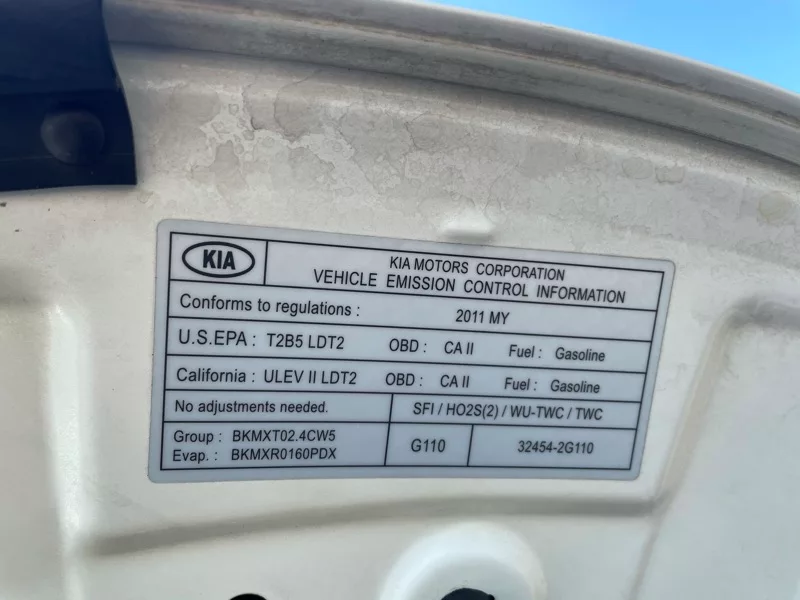 KIA
KIA MOTORS CORPORATION
VEHICLE EMISSION CONTROL INFORMATION
Conforms to regulations : 2011 MY
U.S.EPA : T2B5 LDT2 OBD : CA II Fuel : Gasoline
California : ULEV II LDT2 OBD : CA II Fuel : Gasoline
No adjustments needed. SFI / HO2S(2) / WU-TWC / TWC
Group : BKMXT02.4CW5
Evap. : BKMXR0160PDX
G110
32454-2G110